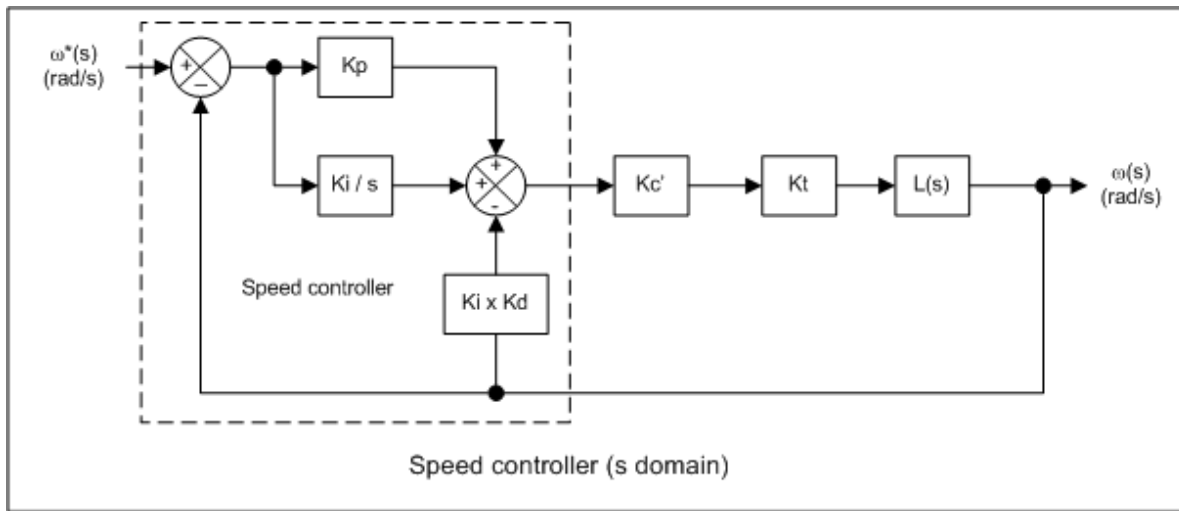 ω*(s)
(rad/s)
+
−
Kp
Ki / s
+
+
-
Kc'
Kt
L(s)
ω(s)
(rad/s)
Speed controller
Ki x Kd
Speed controller (s domain)